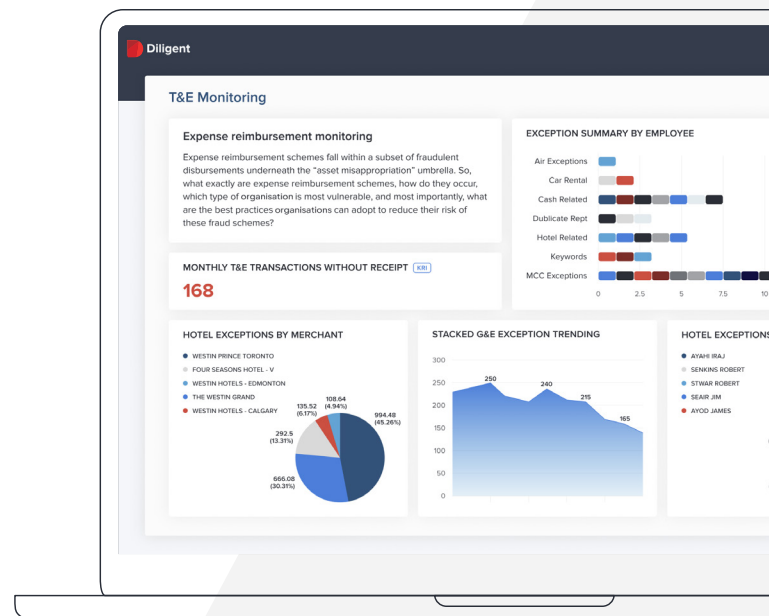 Diligent
T&E Monitoring
Expense reimbursement monitoring
Expense reimbursement schemes fall within a subset of fraudulent
disbursements underneath the “asset misappropriation” umbrella. So,
what exactly are expense reimbursement schemes, how do they occur,
which type of organisation is most vulnerable, and most importantly, what
are the best practices organisations can adopt to reduce their risk of
these fraud schemes?
MONTHLY T&E TRANSACTIONS WITHOUT RECEIPT KRI
168
EXCEPTION SUMMARY BY EMPLOYEE
Air Exceptions
Car Rental
Cash Related
Dublicate Rept
Hotel Related
Keywords
MCC Exceptions
0 2.5 5 7.5 10
HOTEL EXCEPTIONS BY MERCHANT
WESTIN PRINCE TORONTO
FOUR SEASONS HOTEL - V
WESTIN HOTELS - EDMONTON
THE WESTIN GRAND
WESTIN HOTELS - CALGARY
108.64
(4.94%)
135.52
(6.17%)
994.48
(45.26%)
292.5
(13.31%)
666.08
(30.31%)
STACKED G&E EXCEPTION TRENDING
300
250
200
150
100
50
0
250
240
215
165
HOTEL EXCEPTIONS
AYAHI IRAJ
SENKINS ROBERT
STWAR ROBERT
SEAIR JIM
AYOD JAMES